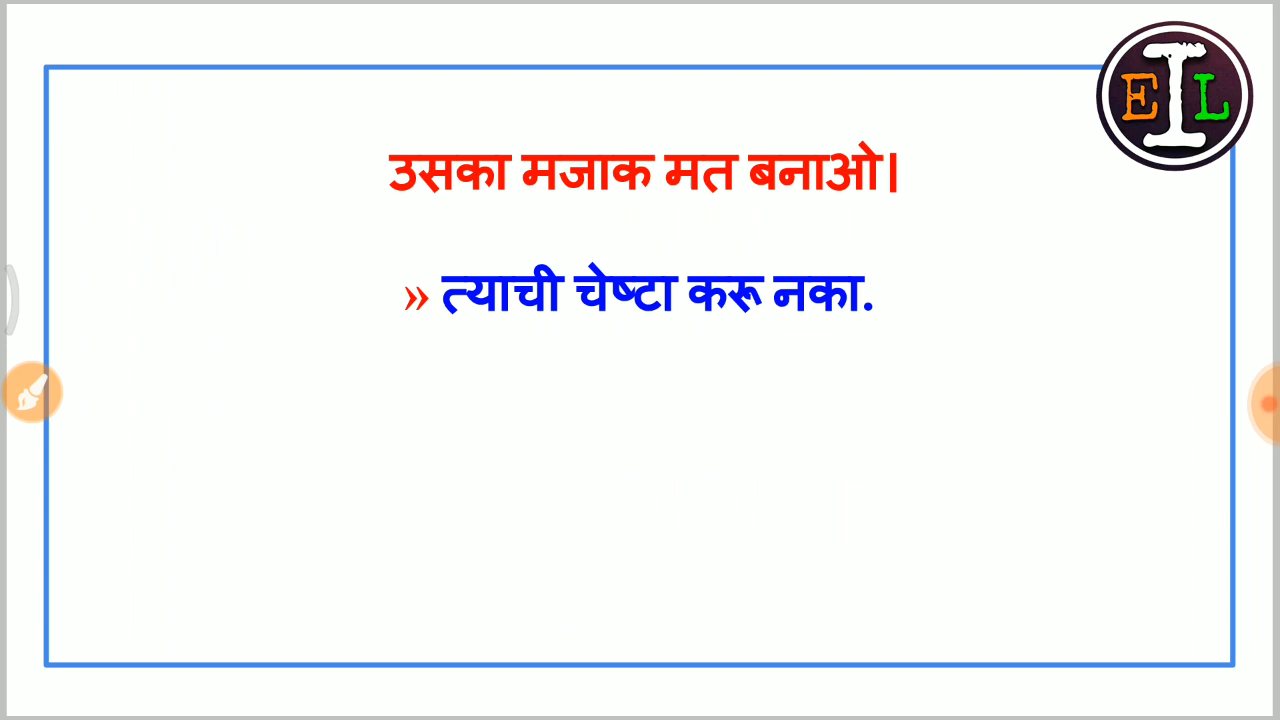 EIL
उसका मजाक मत बनाओ।
» त्याची चेष्टा करू नका.